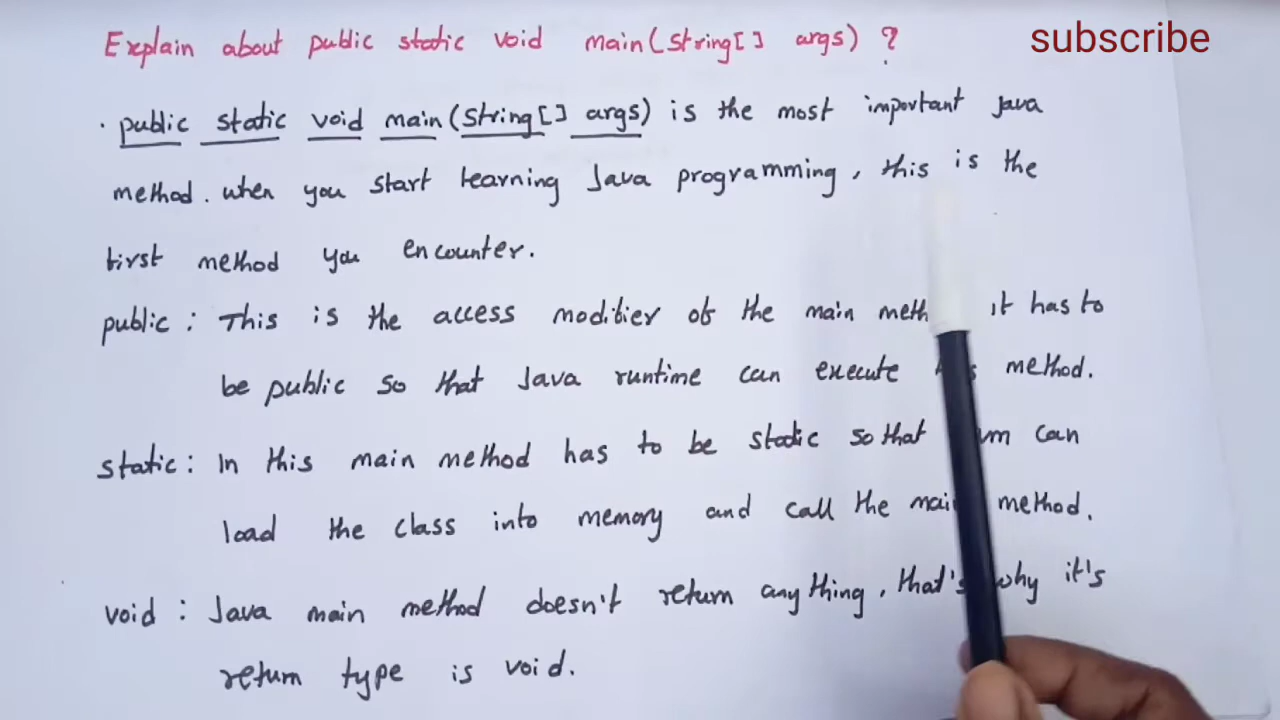 Explain about public static void main(String[] args) ?
subscribe
. public static void main(String[] args) is the most important Java
method. when you start learning Java programming, this is the
first method you encounter.
public : This is the access modifier of the main it has to
be public so that Java runtime can execute method.
static : In this main method has to be static so that can
load the class into memory and call the method.
void : Java main method doesn't return anything, that's why it's
return type is void.